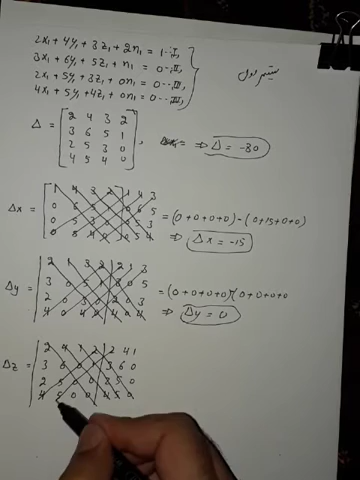 2x₁ + 4y₁ + 3z₁ + 2n₁ = 1 --- I,
3x₁ + 6y₁ + 5z₁ + n₁ = 0 --- II,
2x₁ + 5y₁ + 3z₁ + 0n₁ = 0 --- III,
4x₁ + 5y₁ + 4z₁ + 0n₁ = 0 --- III,
سیستم اول
2 4 3 2
Δ = 3 6 5 1 , ⇒ Δ = -30
2 5 3 0
4 5 4 0
1 4 3 2 1 4 3
Δx = 0 6 5 1 0 6 5 = (0+0+0+0) - (0+15+0+0)
0 5 3 0 0 5 3 ⇒ Δx = -15
0 5 4 0 0 5 4
2 1 3 2 2 1 3
Δy = 3 0 5 1 3 0 5 = (0+0+0+0) - (0+0+0+0
2 0 3 0 2 0 3 ⇒ Δy = 0
4 0 4 0 4 0 4
2 4 1 2 2 4 1
Δz = 3 6 0 1 3 6 0
2 5 0 0 2 5 0
4 5 0 0 4 5 0